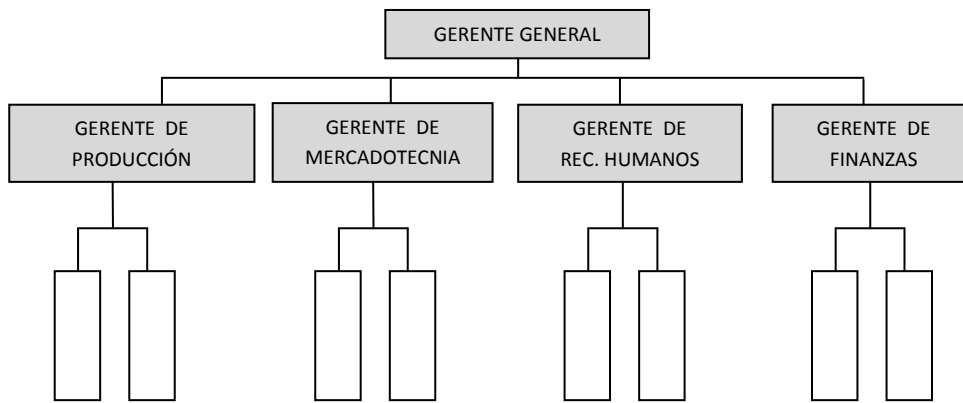 GERENTE GENERAL
GERENTE DE
PRODUCCIÓN
GERENTE DE
MERCADOTECNIA
GERENTE DE
REC. HUMANOS
GERENTE DE
FINANZAS